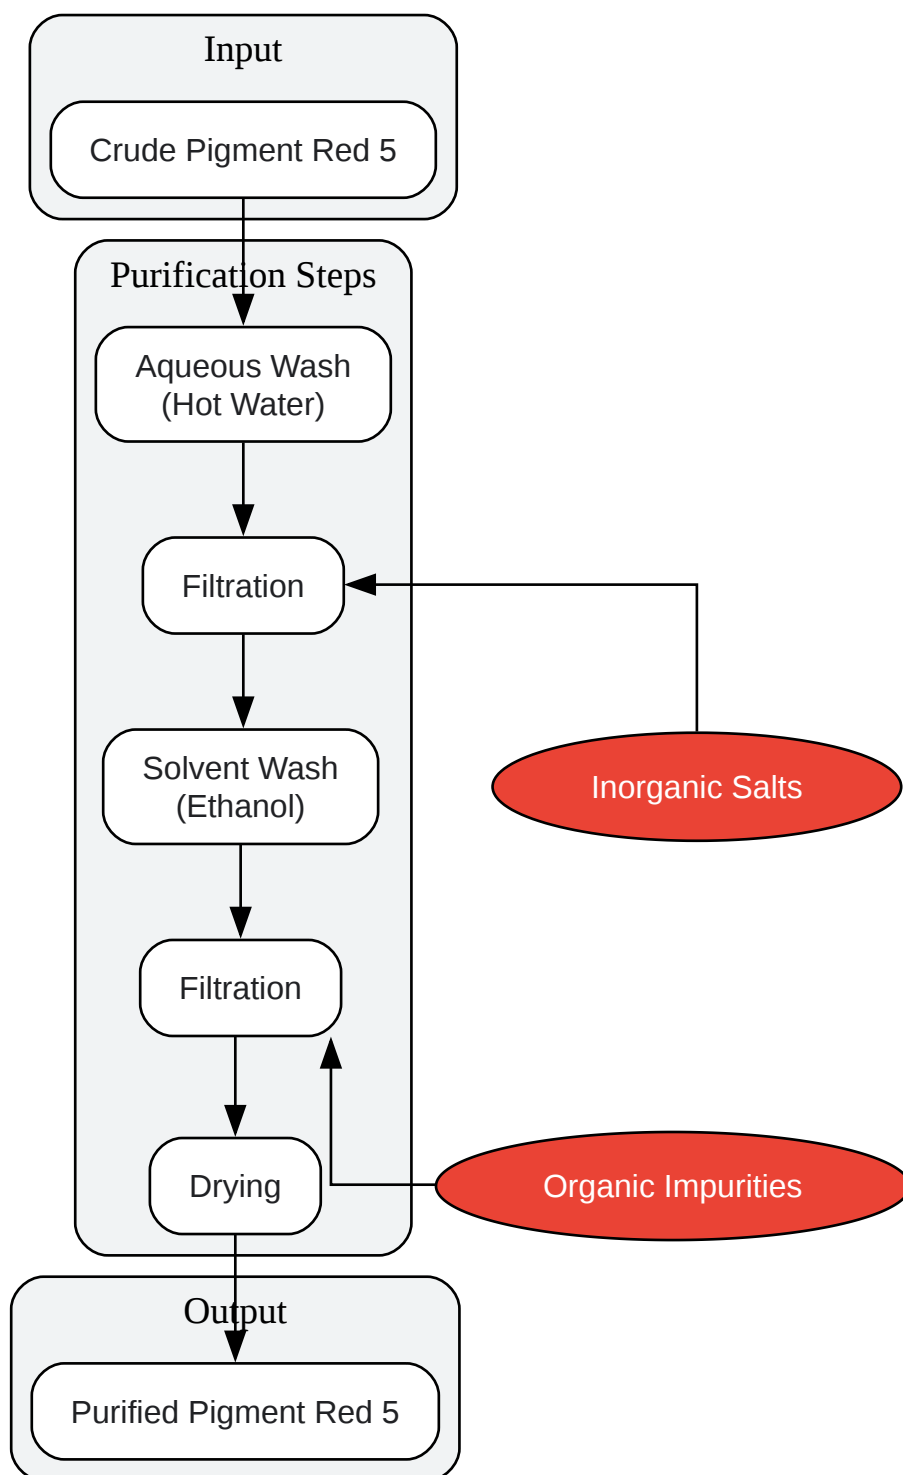 Input
Crude Pigment Red 5
Purification Steps
Aqueous Wash
(Hot Water)
Filtration
Solvent Wash
(Ethanol)
Inorganic Salts
Filtration
Drying
Organic Impurities
Output
Purified Pigment Red 5